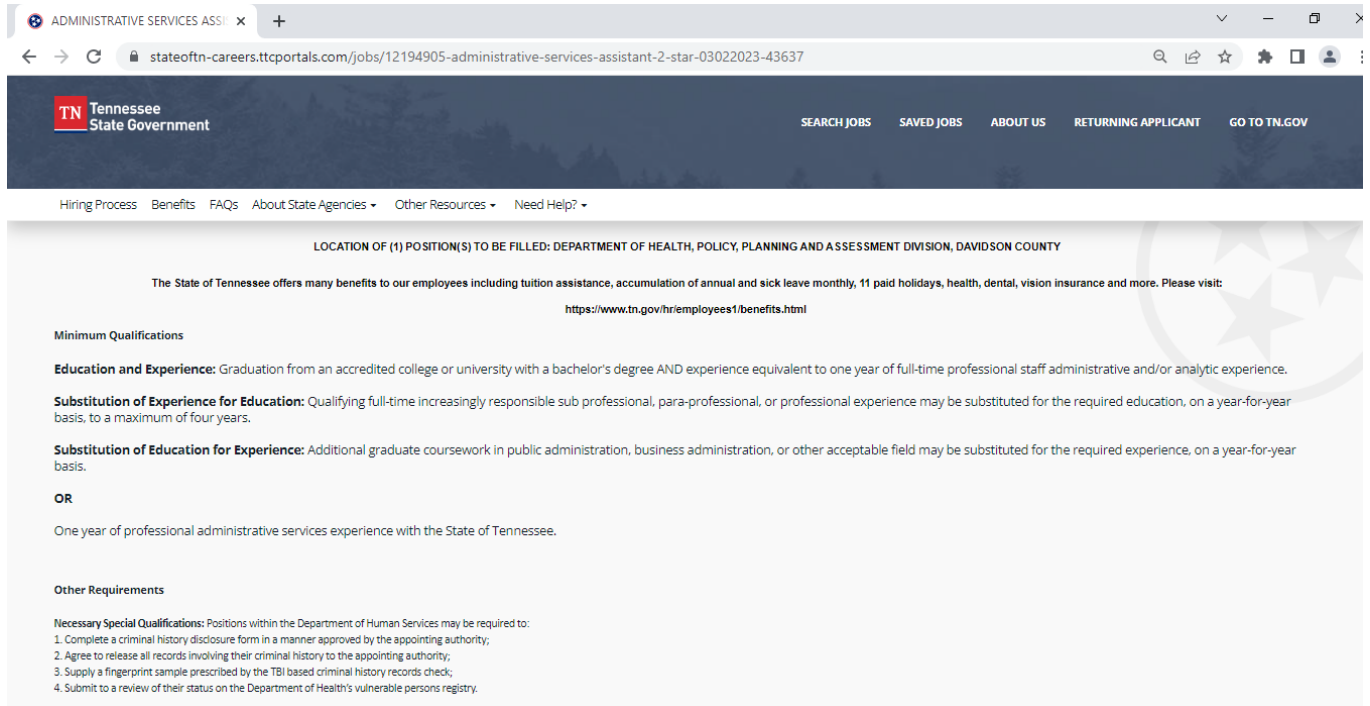 ADMINISTRATIVE SERVICES ASSI
stateoftn-careers.ttcportals.com/jobs/12194905-administrative-services-assistant-2-star-03022023-43637
TN Tennessee
State Government
SEARCH JOBS SAVED JOBS ABOUT US RETURNING APPLICANT GO TO TN.GOV
Hiring Process Benefits FAQs About State Agencies Other Resources Need Help?
LOCATION OF (1) POSITION(S) TO BE FILLED: DEPARTMENT OF HEALTH, POLICY, PLANNING AND ASSESSMENT DIVISION, DAVIDSON COUNTY
The State of Tennessee offers many benefits to our employees including tuition assistance, accumulation of annual and sick leave monthly, 11 paid holidays, health, dental, vision insurance and more. Please visit:
https://www.tn.gov/hr/employees1/benefits.html
Minimum Qualifications
Education and Experience: Graduation from an accredited college or university with a bachelor's degree AND experience equivalent to one year of full-time professional staff administrative and/or analytic experience.
Substitution of Experience for Education: Qualifying full-time increasingly responsible sub professional, para-professional, or professional experience may be substituted for the required education, on a year-for-year
basis, to a maximum of four years.
Substitution of Education for Experience: Additional graduate coursework in public administration, business administration, or other acceptable field may be substituted for the required experience, on a year-for-year
basis.
OR
One year of professional administrative services experience with the State of Tennessee.
Other Requirements
Necessary Special Qualifications: Positions within the Department of Human Services may be required to:
1. Complete a criminal history disclosure form in a manner approved by the appointing authority;
2. Agree to release all records involving their criminal history to the appointing authority;
3. Supply a fingerprint sample prescribed by the TBI based criminal history records check;
4. Submit to a review of their status on the Department of Health's vulnerable persons registry.